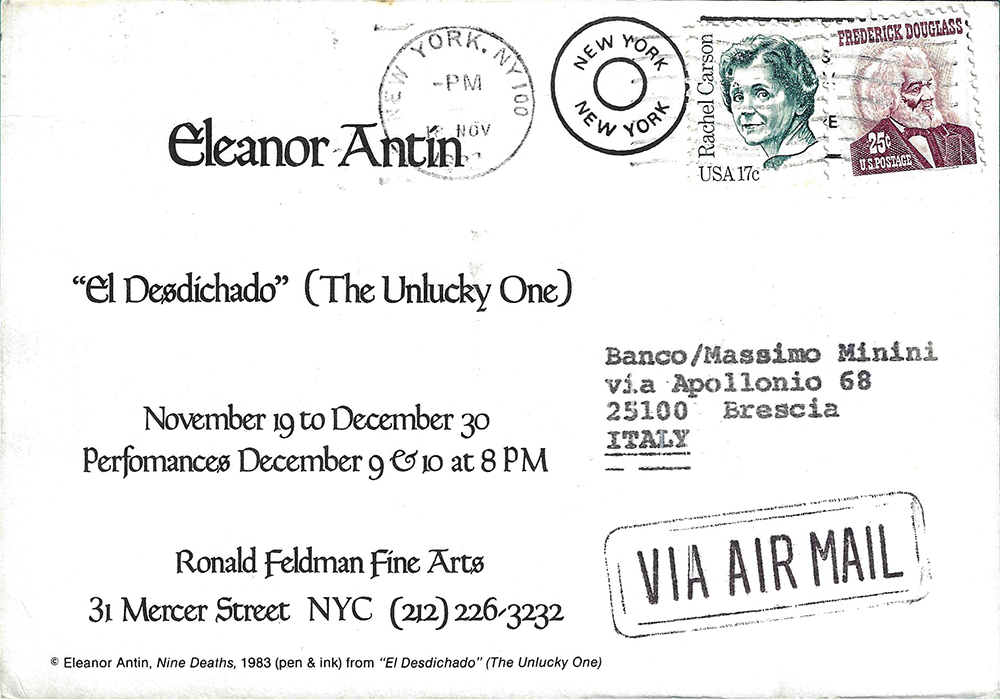 NEW YORK, NY 100
-PM
NOV
NEW YORK
NEW YORK
Rachel Carson
USA 17c
FREDERICK DOUGLASS
25¢
U.S. POSTAGE
Eleanor Antin
“El Desdichado” (The Unlucky One)
November 19 to December 30
Perfomances December 9 & 10 at 8 PM
Ronald Feldman Fine Arts
31 Mercer Street NYC (212) 226-3232
© Eleanor Antin, Nine Deaths, 1983 (pen & ink) from “El Desdichado” (The Unlucky One)
Banco/Massimo Minini
via Apollonio 68
25100 Brescia
ITALY
VIA AIR MAIL